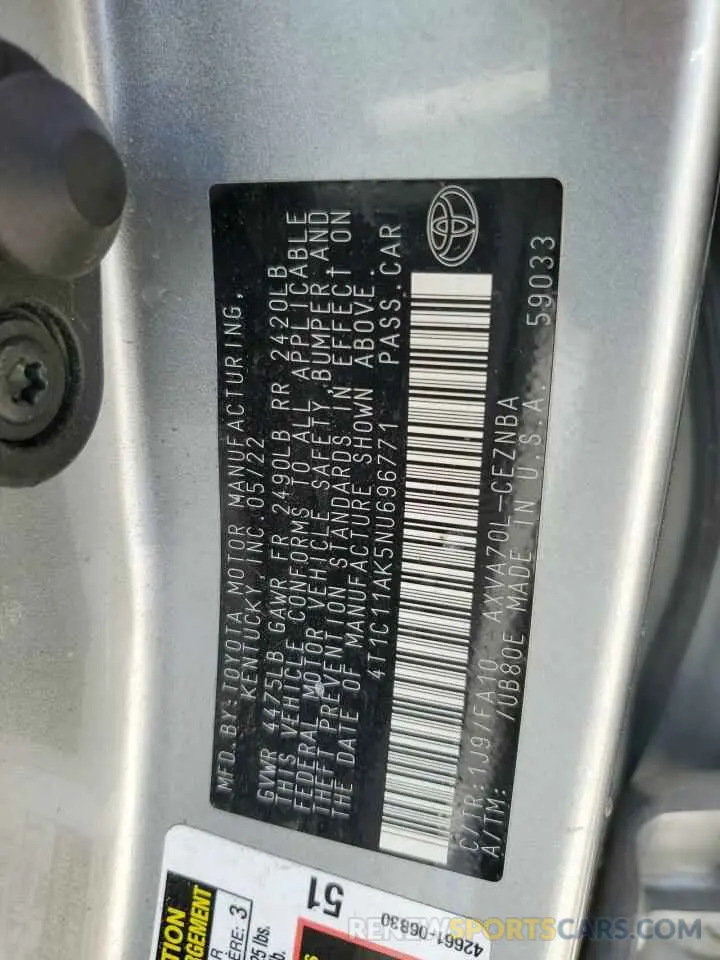 MFD. BY: TOYOTA MOTOR MANUFACTURING,
KENTUCKY, INC. 05/22
GVWR 4475LB GAWR FR 2490LB RR 2420LB
THIS VEHICLE CONFORMS TO ALL APPLICABLE
FEDERAL MOTOR VEHICLE SAFETY, BUMPER, AND
THEFT PREVENTION STANDARDS IN EFFECT ON
THE DATE OF MANUFACTURE SHOWN ABOVE.
4T1C11AK5NU696771 PASS. CAR
C/TR: 1J9/FA10 AXVA70L-CEZNBA
A/TM: /UB80E MADE IN U.S.A. 59033
51
42661-06830
RENEWSPORTSCARS.COM